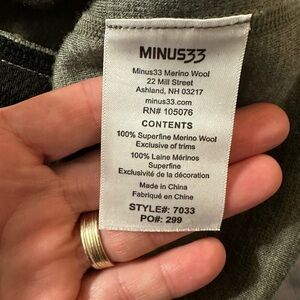 MINUS33
Minus33 Merino Wool
22 Mill Street
Ashland, NH 03217
minus33.com
RN# 105076
CONTENTS
100% Superfine Merino Wool
Exclusive of trims
100% Laine Mérinos
Superfine
Exclusivité de la décoration
Made in China
Fabriqué en Chine
STYLE#: 7033
PO#: 299